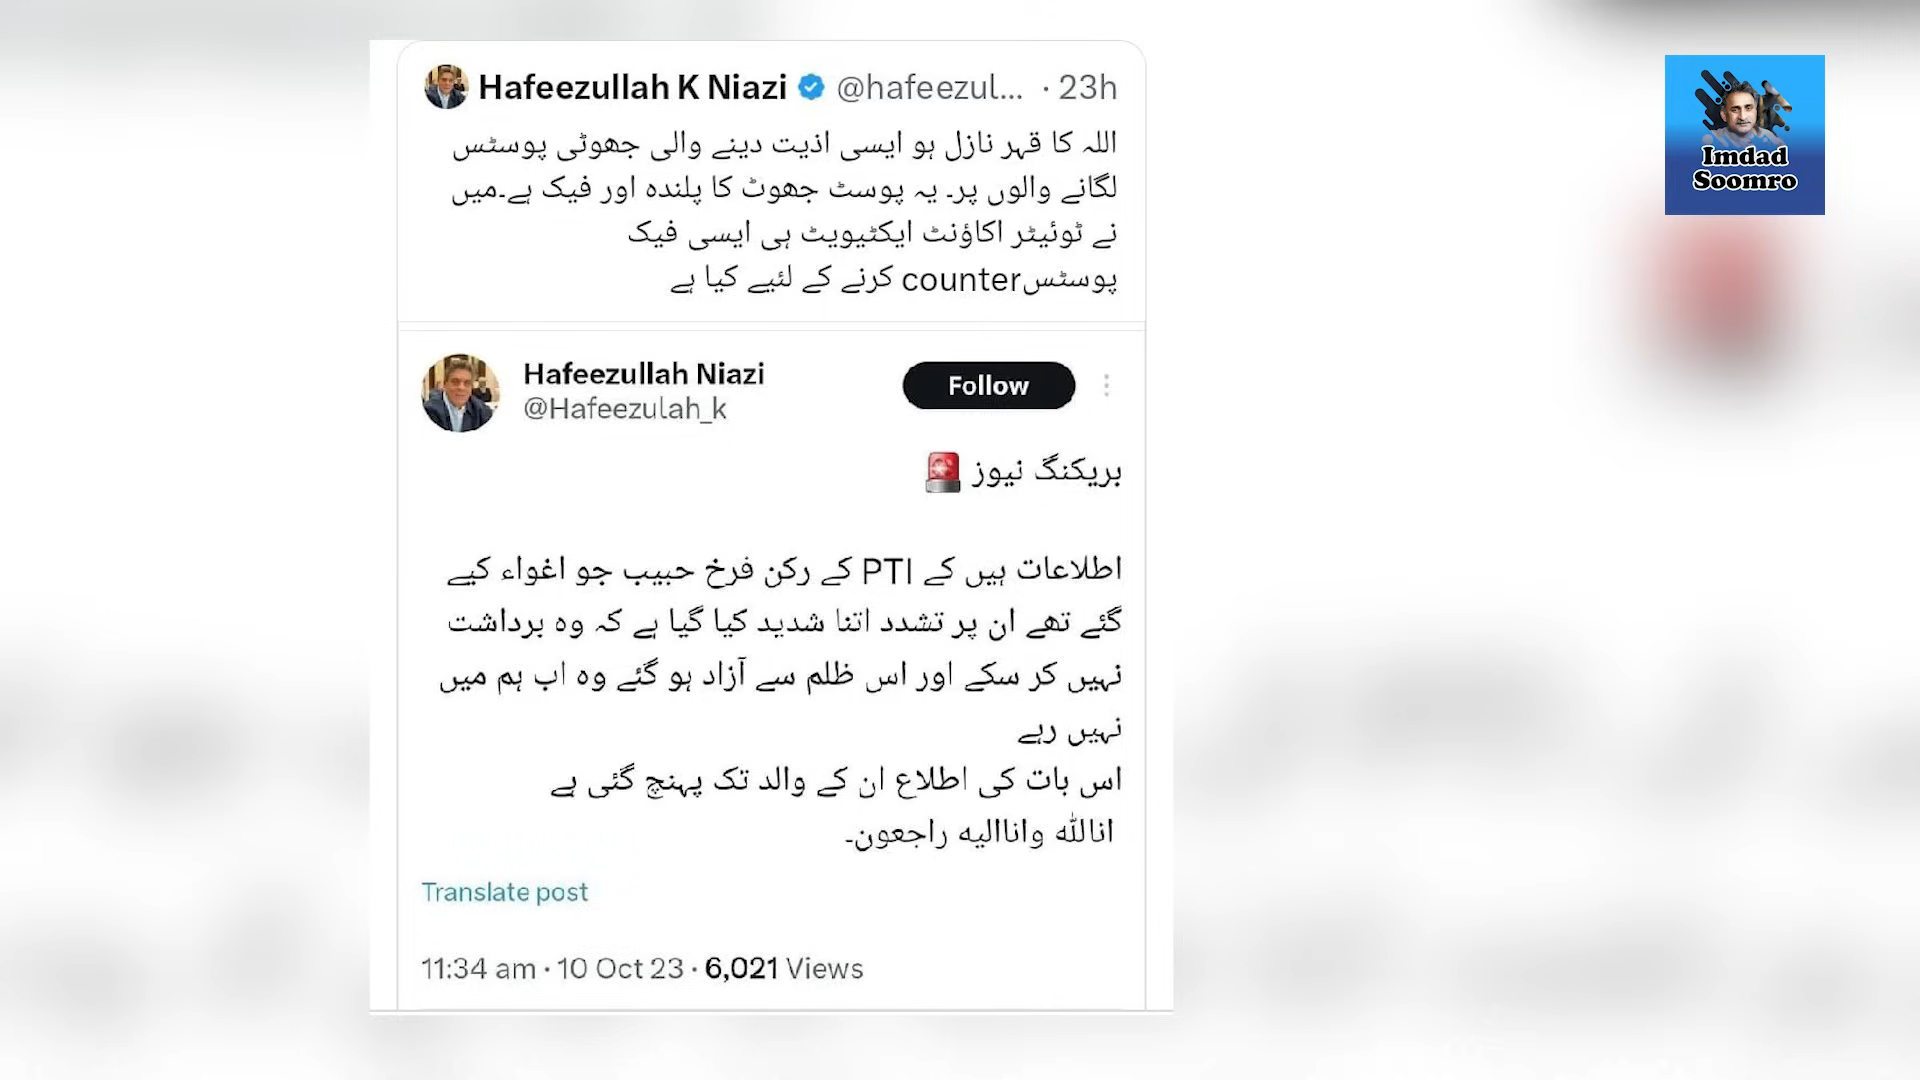 Hafeezullah K Niazi @hafeezul... · 23h
اللہ کا قہر نازل ہو ایسی اذیت دینے والی جھوٹی پوسٹس
لگانے والوں پر۔ یہ پوسٹ جھوٹ کا پلندہ اور فیک ہے۔میں
نے ٹوئیٹر اکاؤنٹ ایکٹیویٹ ہی ایسی فیک
پوسٹسcounter کرنے کے لئیے کیا ہے
Hafeezullah Niazi
@Hafeezulah_k
Follow
بریکنگ نیوز 🚨
اطلاعات ہیں کے PTI کے رکن فرخ حبیب جو اغواء کیے
گئے تھے ان پر تشدد اتنا شدید کیا گیا ہے کہ وہ برداشت
نہیں کر سکے اور اس ظلم سے آزاد ہو گئے وہ اب ہم میں
نہیں رہے
اس بات کی اطلاع ان کے والد تک پہنچ گئی ہے
اناللّٰہ واناالیہ راجعون۔
Translate post
11:34 am · 10 Oct 23 · 6,021 Views
Imdad
Soomro